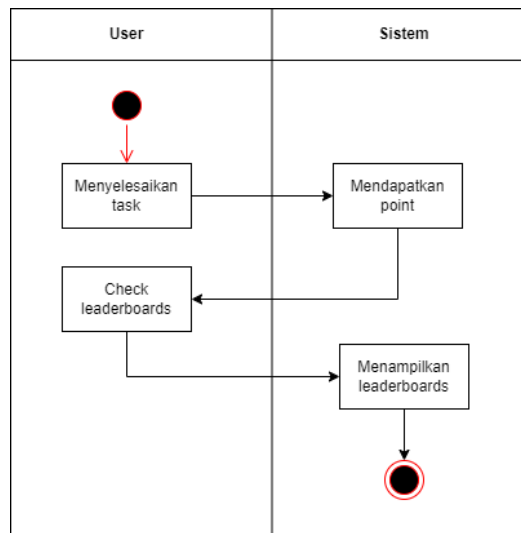 User
Sistem
Menyelesaikan
task
Mendapatkan
point
Check
leaderboards
Menampilkan
leaderboards